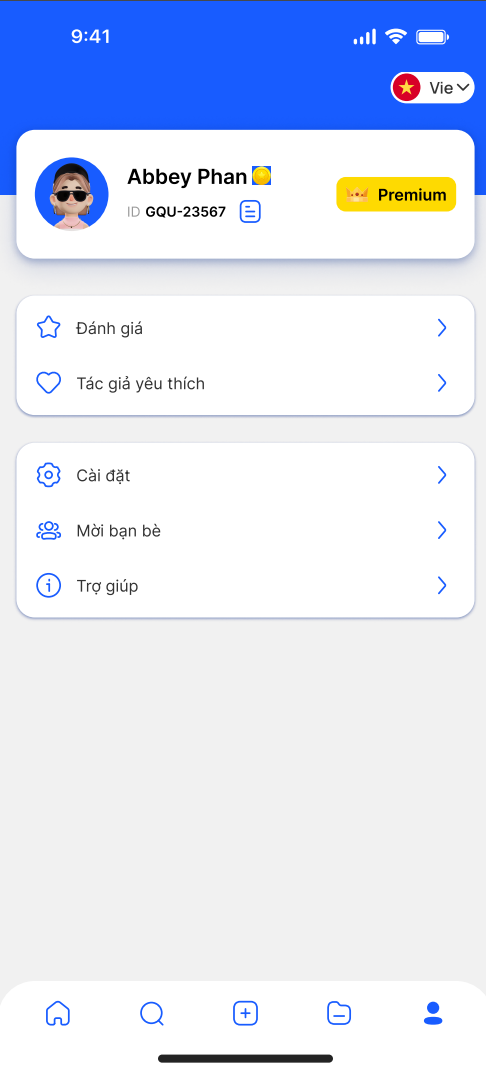 9:41
Vie
Abbey Phan
ID GQU-23567
Premium
Đánh giá
Tác giả yêu thích
Cài đặt
Mời bạn bè
Trợ giúp